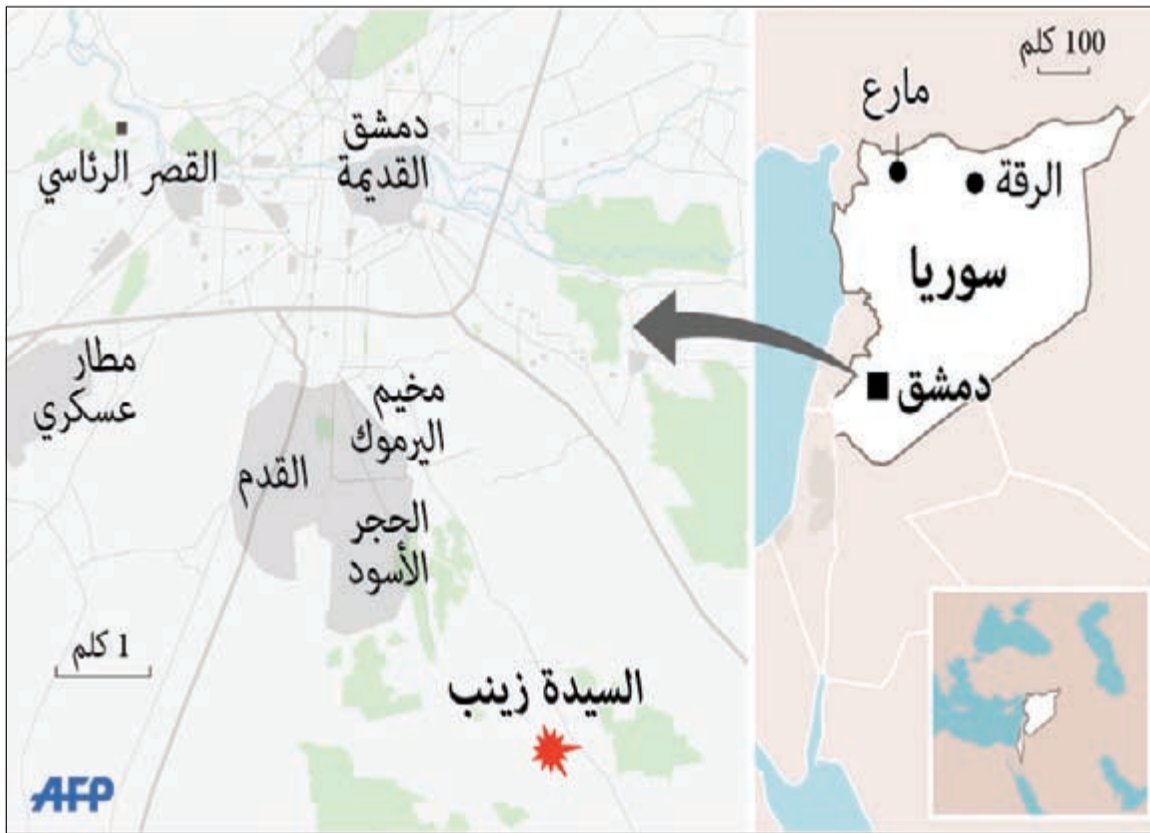 100 كلم
مارع
الرقة
سوريا
دمشق
دمشق
القديمة
القصر الرئاسي
مطار
عسكري
مخيم
اليرموك
القدم
الحجر
الأسود
1 كلم
السيدة زينب
AFP